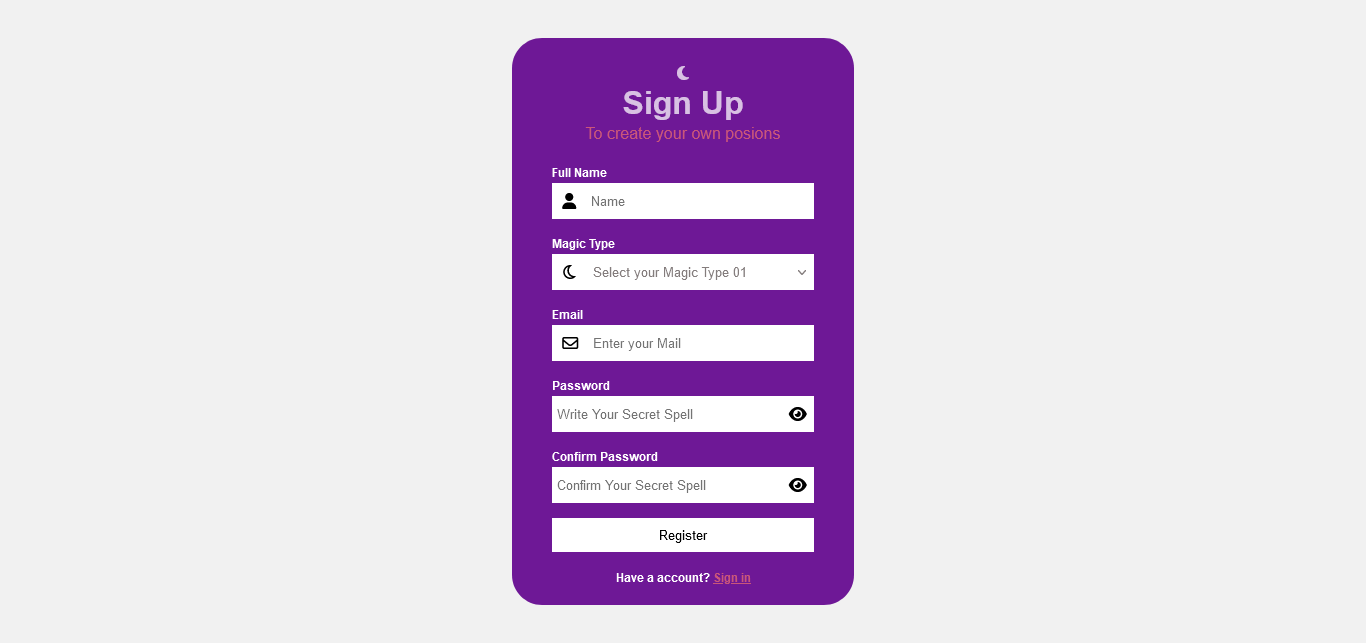 Sign Up
To create your own posions
Full Name
Name
Magic Type
Select your Magic Type 01
Email
Enter your Mail
Password
Write Your Secret Spell
Confirm Password
Confirm Your Secret Spell
Register
Have a account? Sign in